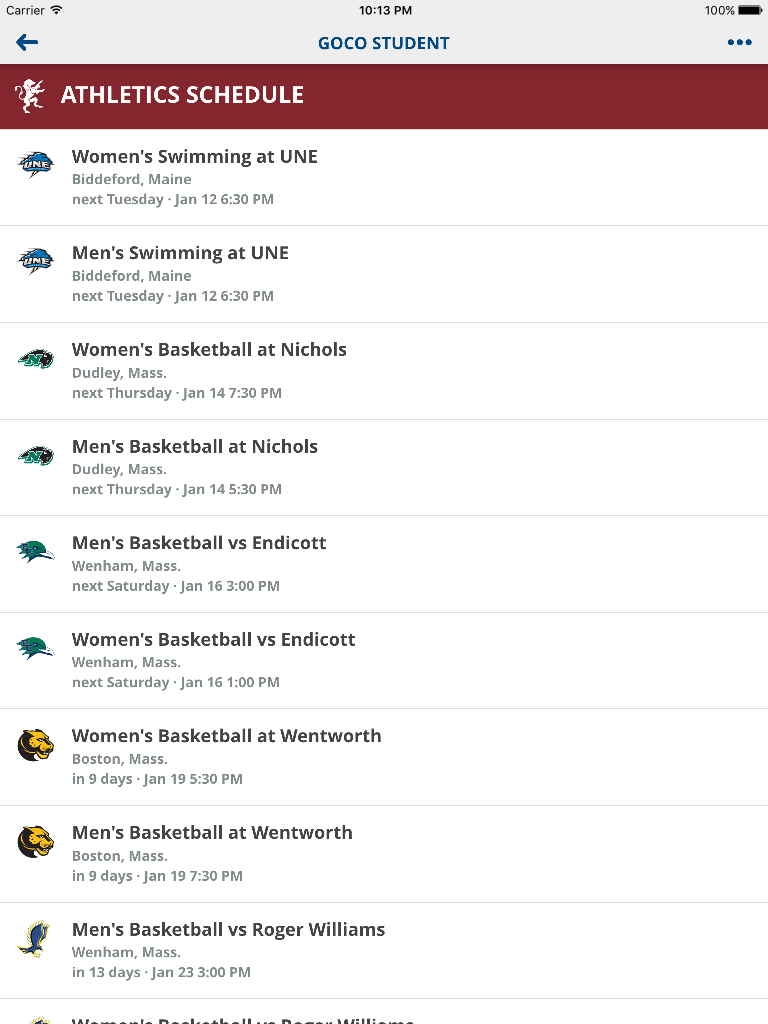 Carrier 10:13 PM 100%
GOCO STUDENT
ATHLETICS SCHEDULE
UNE
Women's Swimming at UNE
Biddeford, Maine
next Tuesday · Jan 12 6:30 PM
UNE
Men's Swimming at UNE
Biddeford, Maine
next Tuesday · Jan 12 6:30 PM
N
Women's Basketball at Nichols
Dudley, Mass.
next Thursday · Jan 14 7:30 PM
N
Men's Basketball at Nichols
Dudley, Mass.
next Thursday · Jan 14 5:30 PM
Men's Basketball vs Endicott
Wenham, Mass.
next Saturday · Jan 16 3:00 PM
Women's Basketball vs Endicott
Wenham, Mass.
next Saturday · Jan 16 1:00 PM
Women's Basketball at Wentworth
Boston, Mass.
in 9 days · Jan 19 5:30 PM
Men's Basketball at Wentworth
Boston, Mass.
in 9 days · Jan 19 7:30 PM
Men's Basketball vs Roger Williams
Wenham, Mass.
in 13 days · Jan 23 3:00 PM
Women's Basketball vs Roger Williams